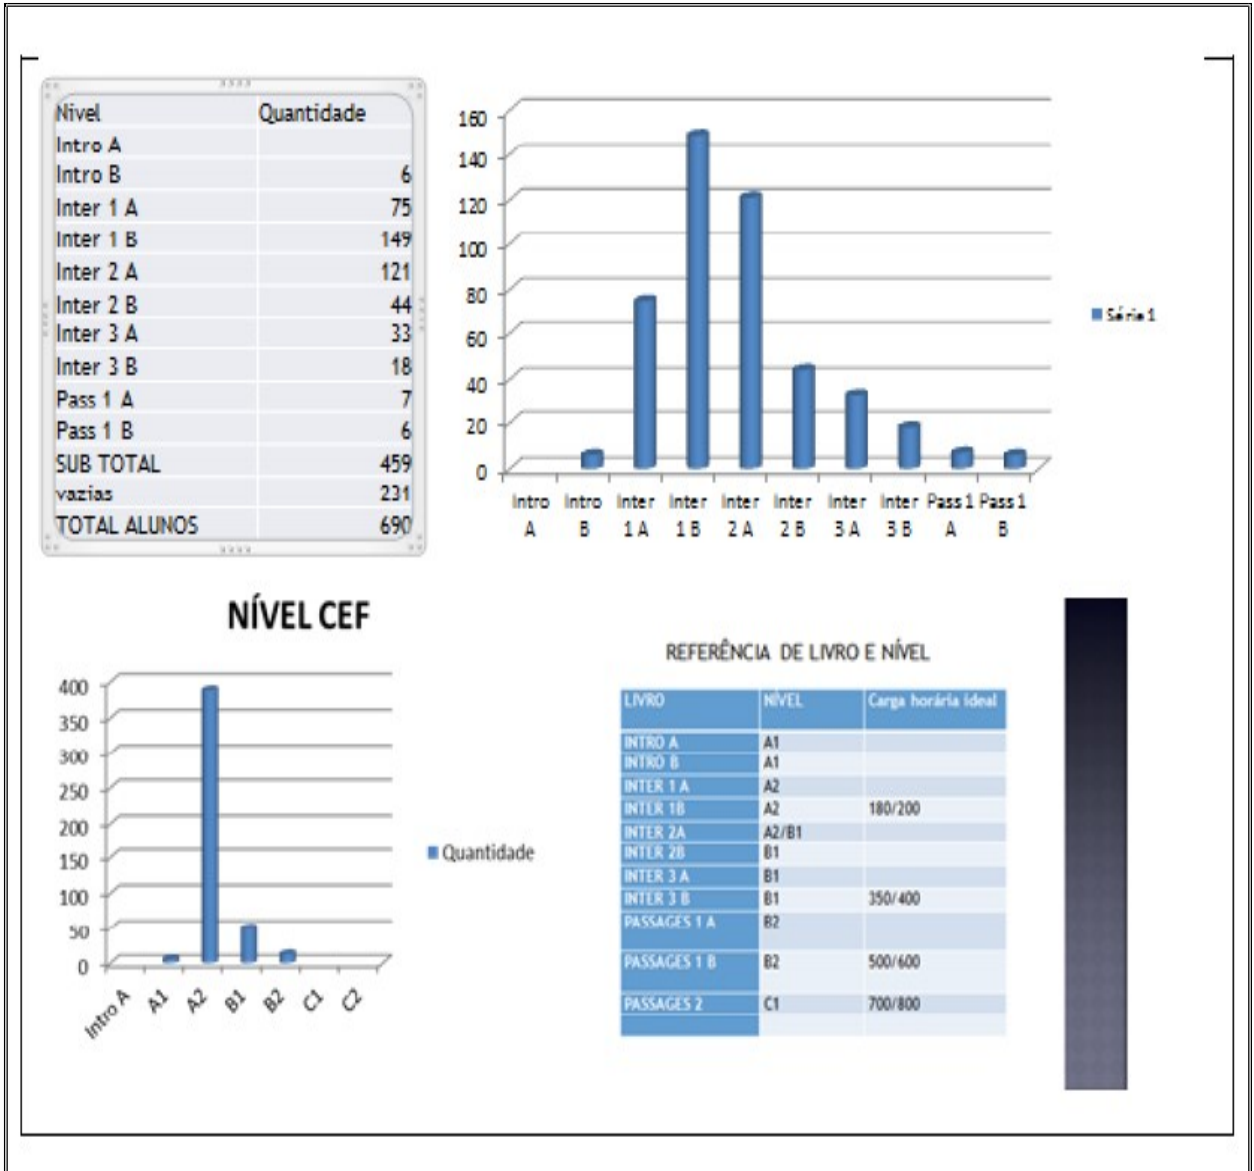 Nivel Quantidade
Intro A
Intro B 6
Inter 1 A 75
Inter 1 B 149
Inter 2 A 121
Inter 2 B 44
Inter 3 A 33
Inter 3 B 18
Pass 1 A 7
Pass 1 B 6
SUB TOTAL 459
vazias 231
TOTAL ALUNOS 690
160
140
120
100
80
60
40
20
0
Intro Intro Inter Inter Inter Inter Inter Inter Pass 1 Pass 1
A B 1 A 1 B 2 A 2 B 3 A 3 B A B
Série 1
NÍVEL CEF
400
350
300
250
200
150
100
50
0
Intro A A1 A2 B1 B2 C1 C2
Quantidade
REFERÊNCIA DE LIVRO E NÍVEL
LIVRO NÍVEL Carga horária ideal
INTRO A A1
INTRO B A1
INTER 1 A A2
INTER 1B A2 180/200
INTER 2A A2/B1
INTER 2B B1
INTER 3 A B1
INTER 3 B B1 350/400
PASSAGES 1 A B2
PASSAGES 1 B B2 500/600
PASSAGES 2 C1 700/800